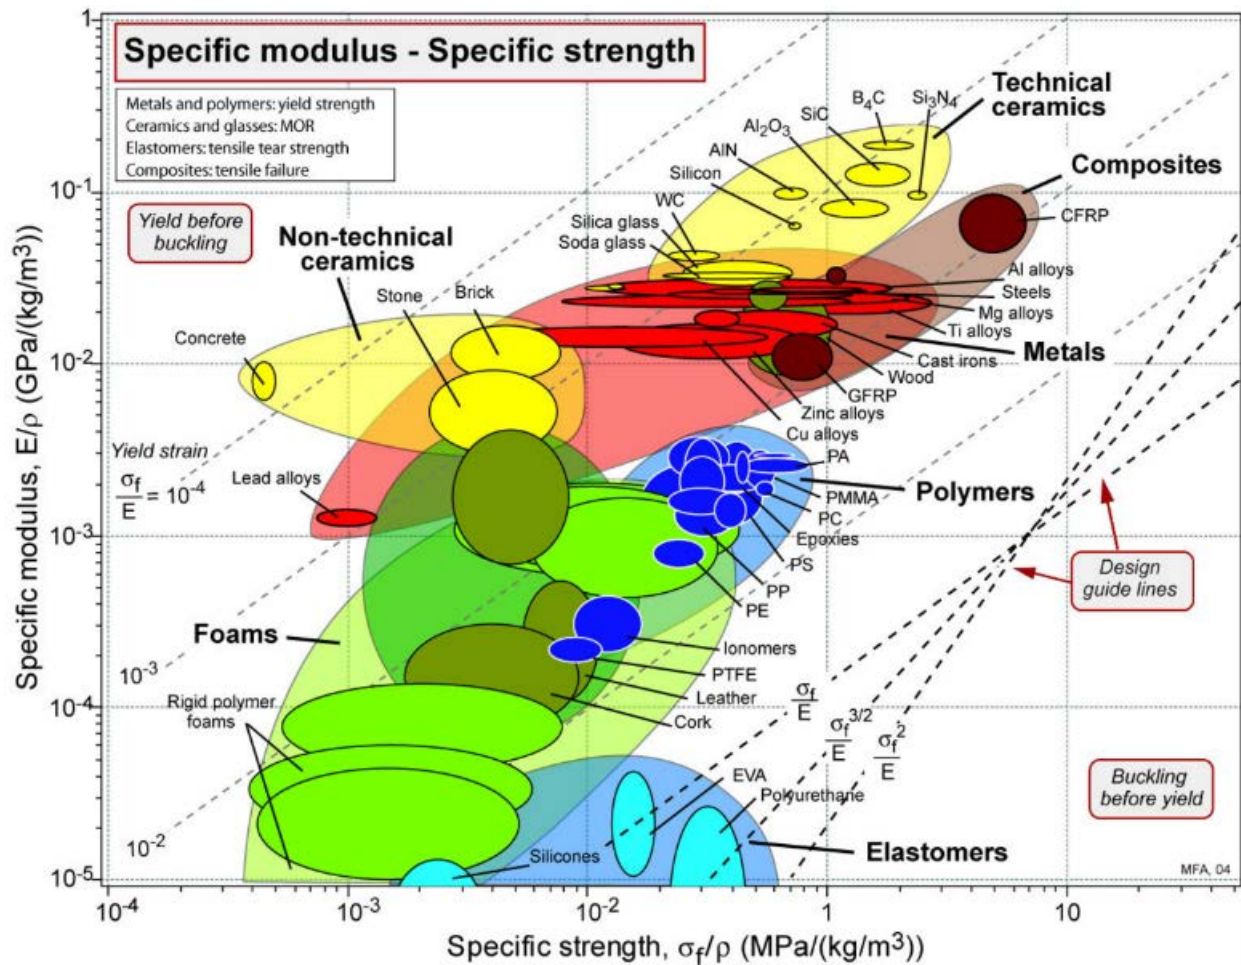 Specific modulus - Specific strength
Metals and polymers: yield strength
Ceramics and glasses: MOR
Elastomers: tensile tear strength
Composites: tensile failure
Technical
ceramics
Composites
CFRP
B₄C
Si₃N₄
SiC
Al₂O₃
AlN
Silicon
WC
Silica glass
Soda glass
Yield before
buckling
Non-technical
ceramics
Stone
Brick
Concrete
Al alloys
Steels
Mg alloys
Ti alloys
Cast irons
Metals
Wood
GFRP
Zinc alloys
Cu alloys
Yield strain
σf/E = 10⁻⁴
Lead alloys
PA
Polymers
PMMA
PC
Epoxies
PS
PP
PE
Design
guide lines
Foams
Ionomers
PTFE
Leather
Cork
10⁻³
Rigid polymer
foams
σf/E
σf^3/2/E
σf²/E
EVA
Polyurethane
Buckling
before yield
10⁻²
Silicones
Elastomers
MFA, 04
1
10⁻¹
10⁻²
10⁻³
10⁻⁴
10⁻⁵
Specific modulus, E/ρ (GPa/(kg/m³))
10⁻⁴
10⁻³
10⁻²
10⁻¹
1
10
Specific strength, σf/ρ (MPa/(kg/m³))